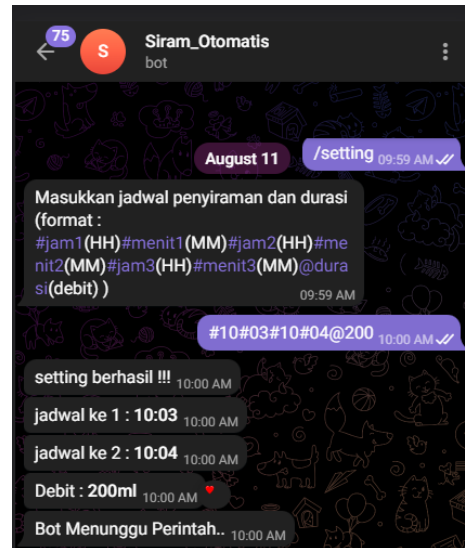 75
S
Siram_Otomatis
bot
August 11
/setting 09:59 AM
Masukkan jadwal penyiraman dan durasi
(format :
#jam1(HH)#menit1(MM)#jam2(HH)#me
nit2(MM)#jam3(HH)#menit3(MM)@dura
si(debit) )
09:59 AM
#10#03#10#04@200 10:00 AM
setting berhasil !!! 10:00 AM
jadwal ke 1 : 10:03 10:00 AM
jadwal ke 2 : 10:04 10:00 AM
Debit : 200ml 10:00 AM
Bot Menunggu Perintah.. 10:00 AM